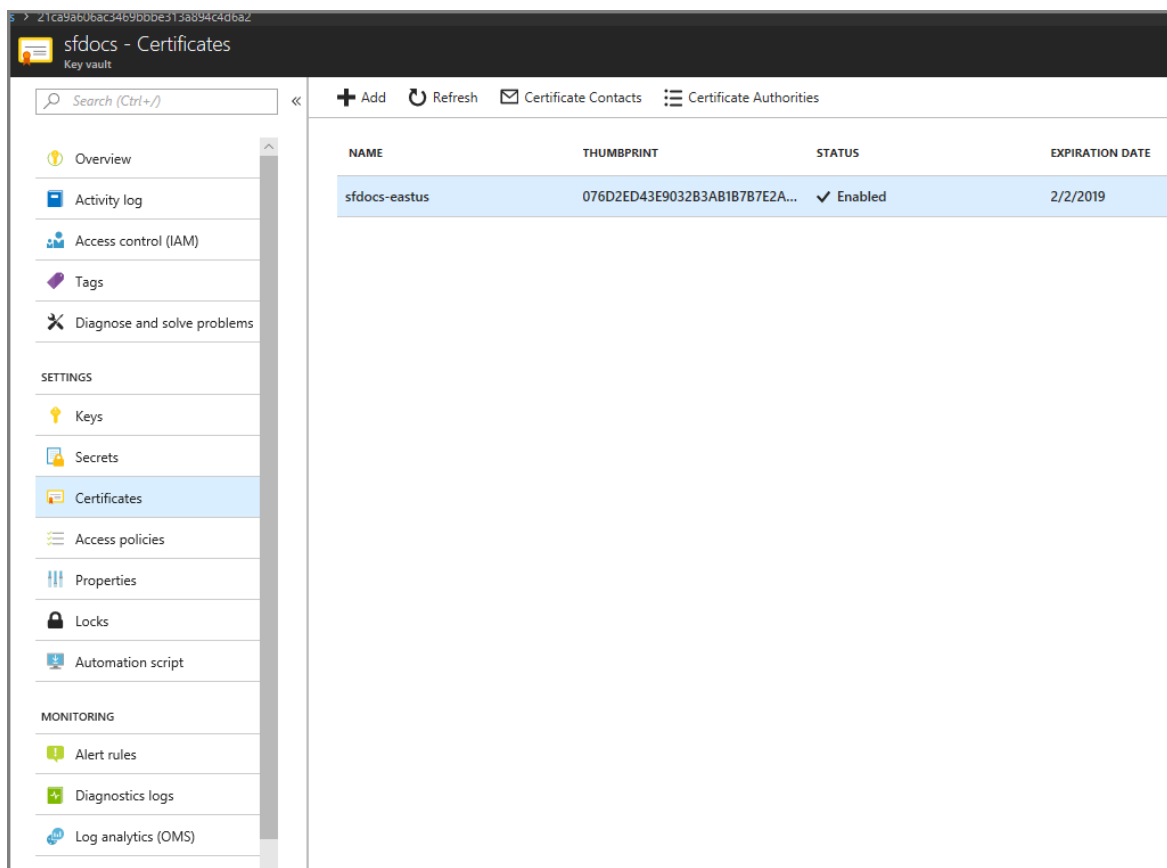 s > 21ca9a606ac3469bbbe313a894c4d6a2
sfdocs - Certificates
Key vault
Search (Ctrl+/)
Add Refresh Certificate Contacts Certificate Authorities
NAME THUMBPRINT STATUS EXPIRATION DATE
sfdocs-eastus 076D2ED43E9032B3AB1B7B7E2A... Enabled 2/2/2019
Overview
Activity log
Access control (IAM)
Tags
Diagnose and solve problems
SETTINGS
Keys
Secrets
Certificates
Access policies
Properties
Locks
Automation script
MONITORING
Alert rules
Diagnostics logs
Log analytics (OMS)